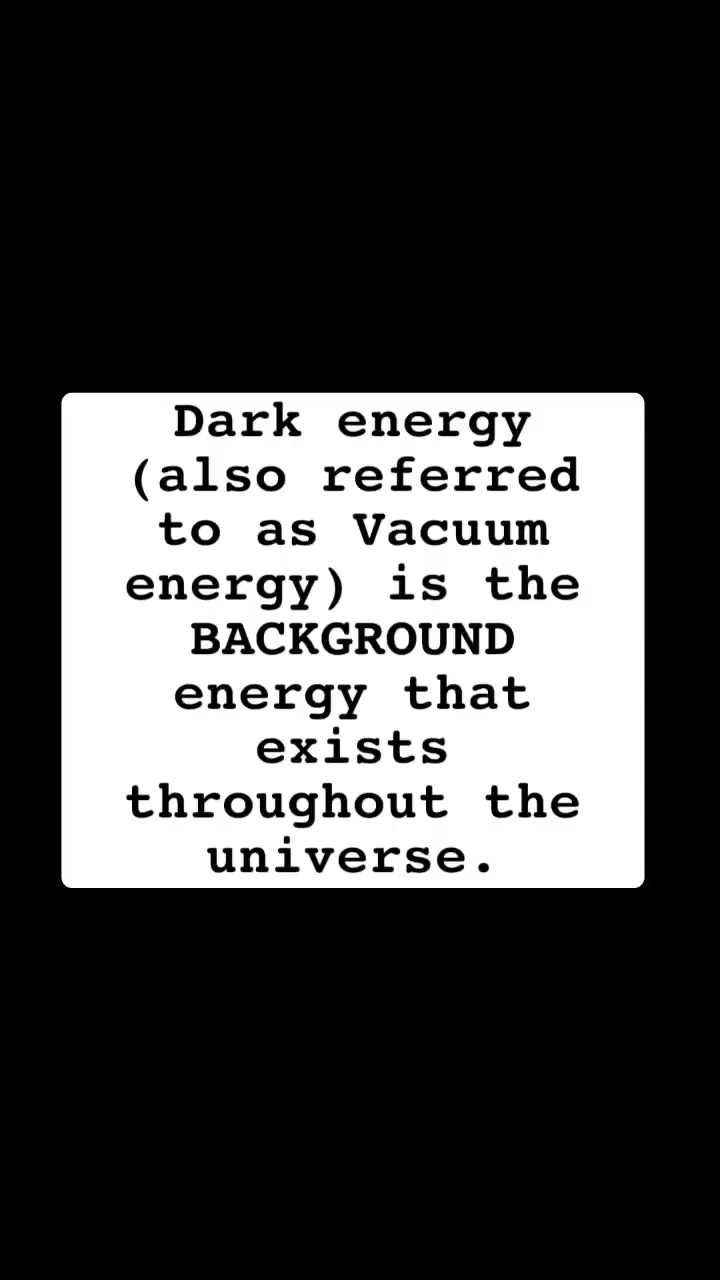 Dark energy
(also referred
to as Vacuum
energy) is the
BACKGROUND
energy that
exists
throughout the
universe.